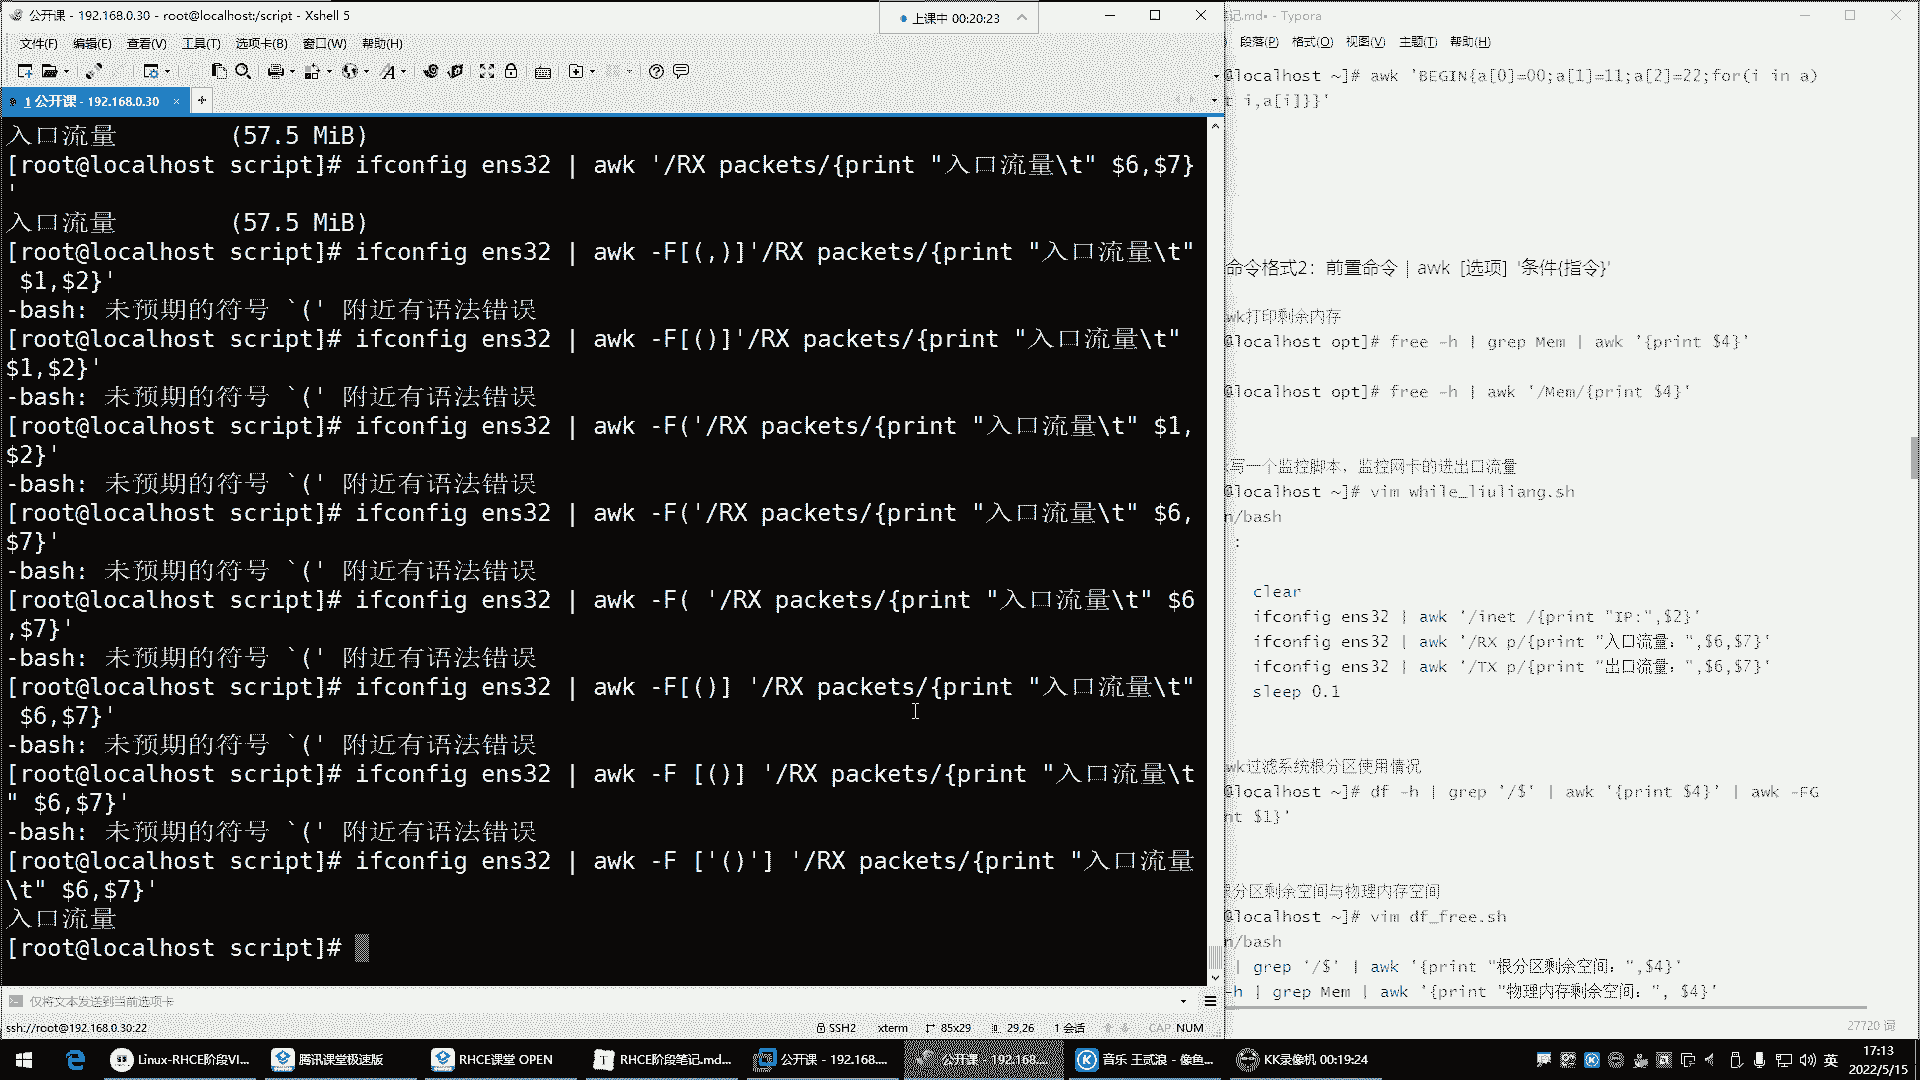 公开课 - 192.168.0.30 - root@localhost:/script - Xshell 5
上课中 00:20:23
文件(F) 编辑(E) 查看(V) 工具(T) 选项卡(B) 窗口(W) 帮助(H)
1 公开课 - 192.168.0.30
入口流量 (57.5 MiB)
[root@localhost script]# ifconfig ens32 | awk '/RX packets/{print "入口流量\t" $6,$7}
'
入口流量 (57.5 MiB)
[root@localhost script]# ifconfig ens32 | awk -F[(,)]'/RX packets/{print "入口流量\t"
$1,$2}'
-bash: 未预期的符号 `(' 附近有语法错误
[root@localhost script]# ifconfig ens32 | awk -F[()]'/RX packets/{print "入口流量\t"
$1,$2}'
-bash: 未预期的符号 `(' 附近有语法错误
[root@localhost script]# ifconfig ens32 | awk -F('/RX packets/{print "入口流量\t" $1,
$2}'
-bash: 未预期的符号 `(' 附近有语法错误
[root@localhost script]# ifconfig ens32 | awk -F('/RX packets/{print "入口流量\t" $6,
$7}'
-bash: 未预期的符号 `(' 附近有语法错误
[root@localhost script]# ifconfig ens32 | awk -F( '/RX packets/{print "入口流量\t" $6
,$7}'
-bash: 未预期的符号 `(' 附近有语法错误
[root@localhost script]# ifconfig ens32 | awk -F[()] '/RX packets/{print "入口流量\t"
$6,$7}'
-bash: 未预期的符号 `(' 附近有语法错误
[root@localhost script]# ifconfig ens32 | awk -F [()] '/RX packets/{print "入口流量\t
" $6,$7}'
-bash: 未预期的符号 `(' 附近有语法错误
[root@localhost script]# ifconfig ens32 | awk -F ['()'] '/RX packets/{print "入口流量
\t" $6,$7}'
入口流量
[root@localhost script]#
仅将文本发送到当前选项卡
ssh://root@192.168.0.30:22 SSH2 xterm 85x29 29,26 1 会话 CAP NUM
记.md• - Typora
段落(P) 格式(O) 视图(V) 主题(T) 帮助(H)
@localhost ~]# awk 'BEGIN{a[0]=00;a[1]=11;a[2]=22;for(i in a)
t i,a[i]}}'
命令格式2：前置命令 | awk [选项] '条件{指令}'
wk打印剩余内存
@localhost opt]# free -h | grep Mem | awk '{print $4}'
@localhost opt]# free -h | awk '/Mem/{print $4}'
写一个监控脚本、监控网卡的进出口流量
@localhost ~]# vim while_liuliang.sh
n/bash
:
clear
ifconfig ens32 | awk '/inet /{print "IP:",$2}'
ifconfig ens32 | awk '/RX p/{print "入口流量：",$6,$7}'
ifconfig ens32 | awk '/TX p/{print "出口流量：",$6,$7}'
sleep 0.1
wk过滤系统根分区使用情况
@localhost ~]# df -h | grep '/$' | awk '{print $4}' | awk -FG
nt $1}'
根分区剩余空间与物理内存空间
@localhost ~]# vim df_free.sh
n/bash
| grep '/$' | awk '{print "根分区剩余空间：",$4}'
-h | grep Mem | awk '{print "物理内存剩余空间：", $4}'
27720 词
Linux-RHCE阶段VI... 腾讯课堂极速版 RHCE课堂 OPEN RHCE阶段笔记.md... 公开课 - 192.168.... 公开课 - 192.168.... 音乐 王贰浪 - 像鱼... KK录像机 00:19:24 英
17:13
2022/5/15